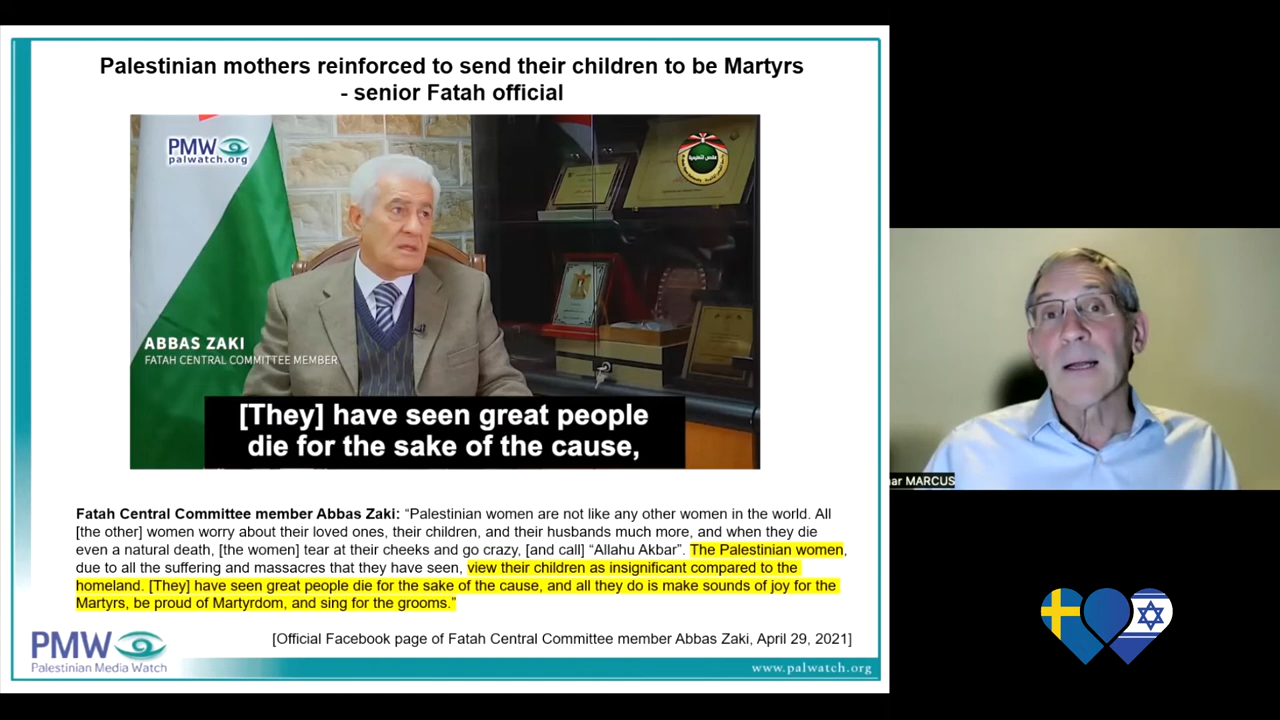 Palestinian mothers reinforced to send their children to be Martyrs
- senior Fatah official
PMW
palwatch.org
ABBAS ZAKI
FATAH CENTRAL COMMITTEE MEMBER
[They] have seen great people
die for the sake of the cause,
Fatah Central Committee member Abbas Zaki: “Palestinian women are not like any other women in the world. All
[the other] women worry about their loved ones, their children, and their husbands much more, and when they die
even a natural death, [the women] tear at their cheeks and go crazy, [and call] “Allahu Akbar”. The Palestinian women,
due to all the suffering and massacres that they have seen, view their children as insignificant compared to the
homeland. [They] have seen great people die for the sake of the cause, and all they do is make sounds of joy for the
Martyrs, be proud of Martyrdom, and sing for the grooms.”
[Official Facebook page of Fatah Central Committee member Abbas Zaki, April 29, 2021]
PMW
Palestinian Media Watch
www.palwatch.org
MARCUS